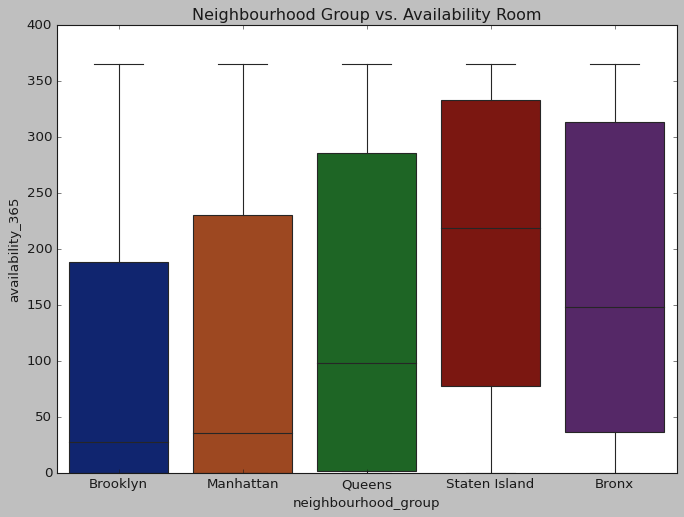 Neighbourhood Group vs. Availability Room
400
350
300
250
200
150
100
50
0
availability_365
Brooklyn
Manhattan
Queens
Staten Island
Bronx
neighbourhood_group